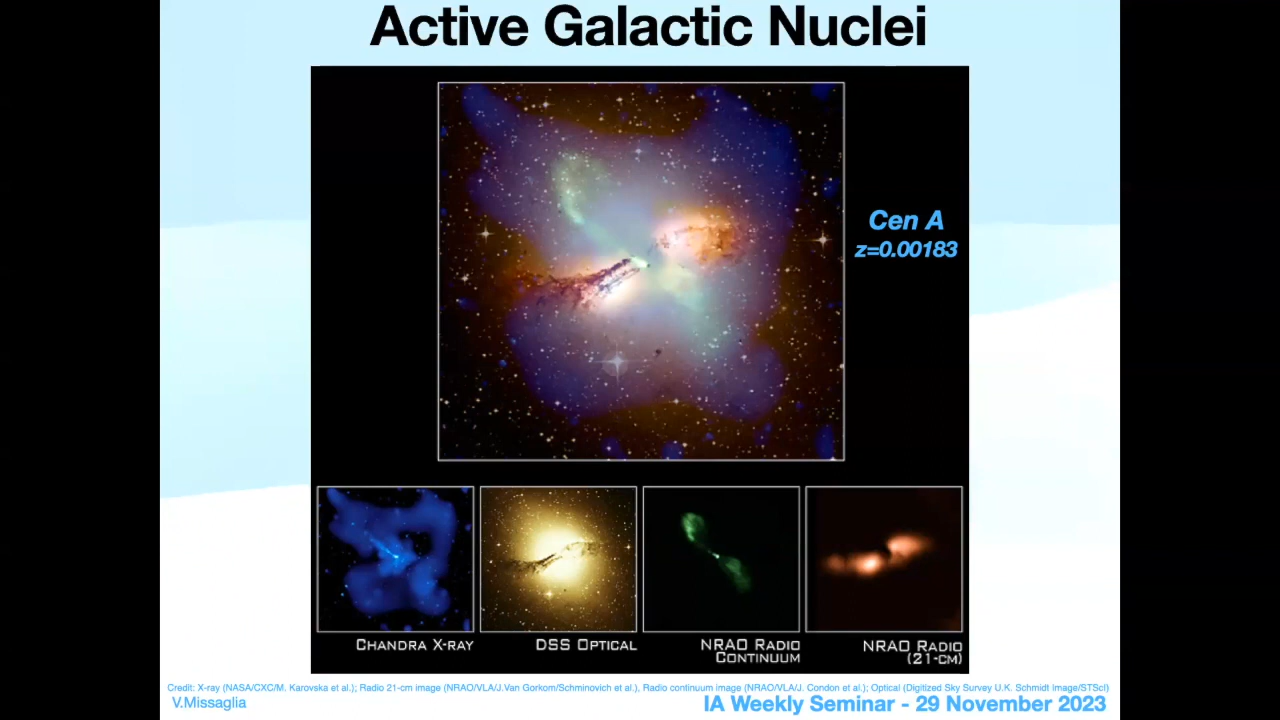 Active Galactic Nuclei
Cen A
z=0.00183
CHANDRA X-RAY
DSS OPTICAL
NRAO RADIO
CONTINUUM
NRAO RADIO
(21-CM)
Credit: X-ray (NASA/CXC/M. Karovska et al.); Radio 21-cm image (NRAO/VLA/J.Van Gorkom/Schminovich et al.), Radio continuum image (NRAO/VLA/J. Condon et al.); Optical (Digitized Sky Survey U.K. Schmidt Image/STScI)
V.Missaglia
IA Weekly Seminar - 29 November 2023